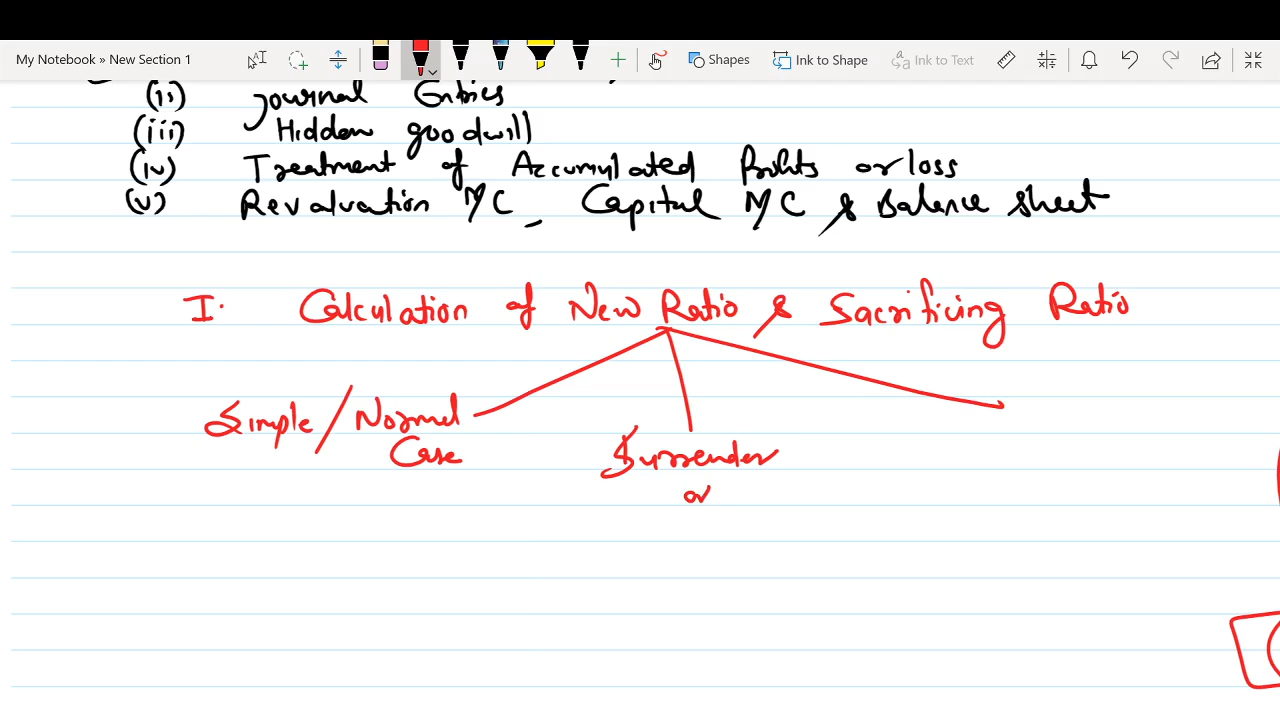 My Notebook » New Section 1
Shapes
Ink to Shape
Ink to Text
(ii) Journal Entries
(iii) Hidden goodwill
(iv) Treatment of Accumulated Profits or loss
(v) Revaluation A/C, Capital A/C & Balance sheet
I. Calculation of New Ratio & Sacrificing Ratio
Simple / Normal
Case
Surrender
or